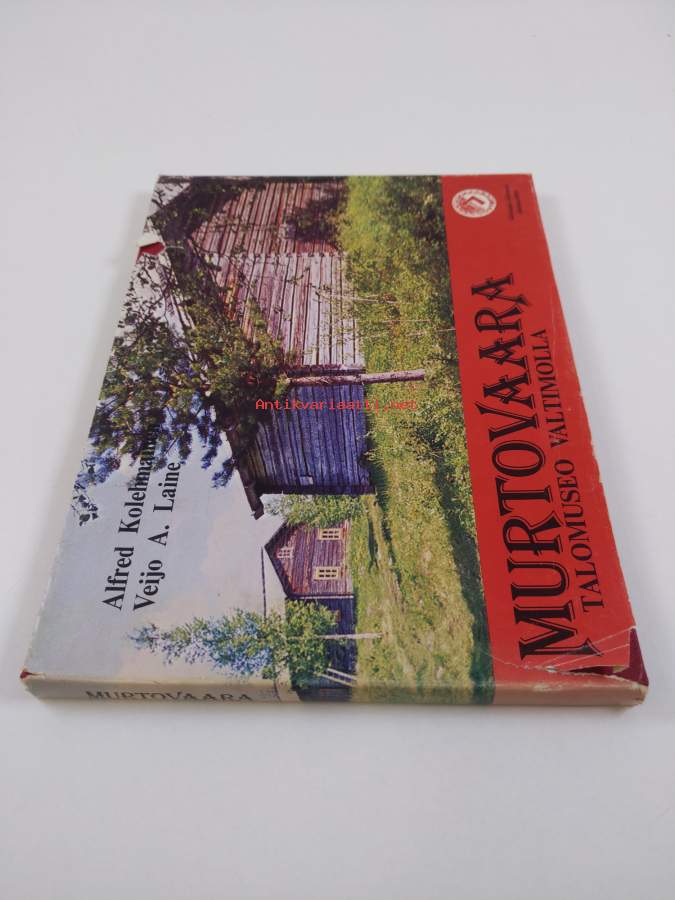 Alfred Kolehmainen
Veijo A. Laine
MURTOVAARA
TALOMUSEO VALTIMOLLA
MURTOVAARA
Antikvariaatti.net